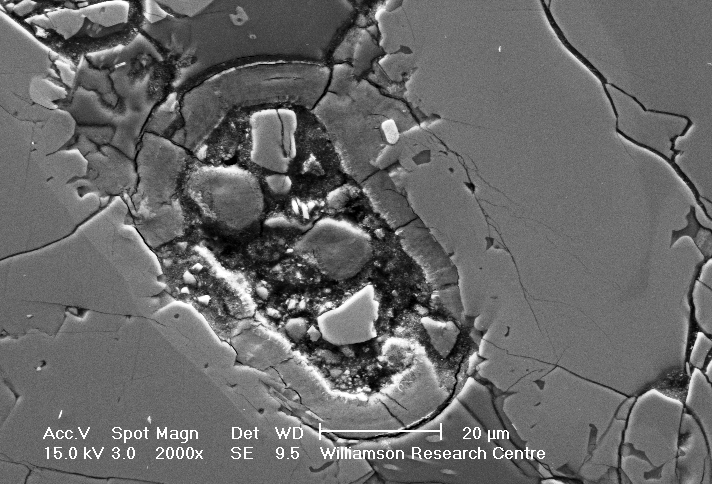 Acc.V Spot Magn Det WD 20 µm
15.0 kV 3.0 2000x SE 9.5 Williamson Research Centre